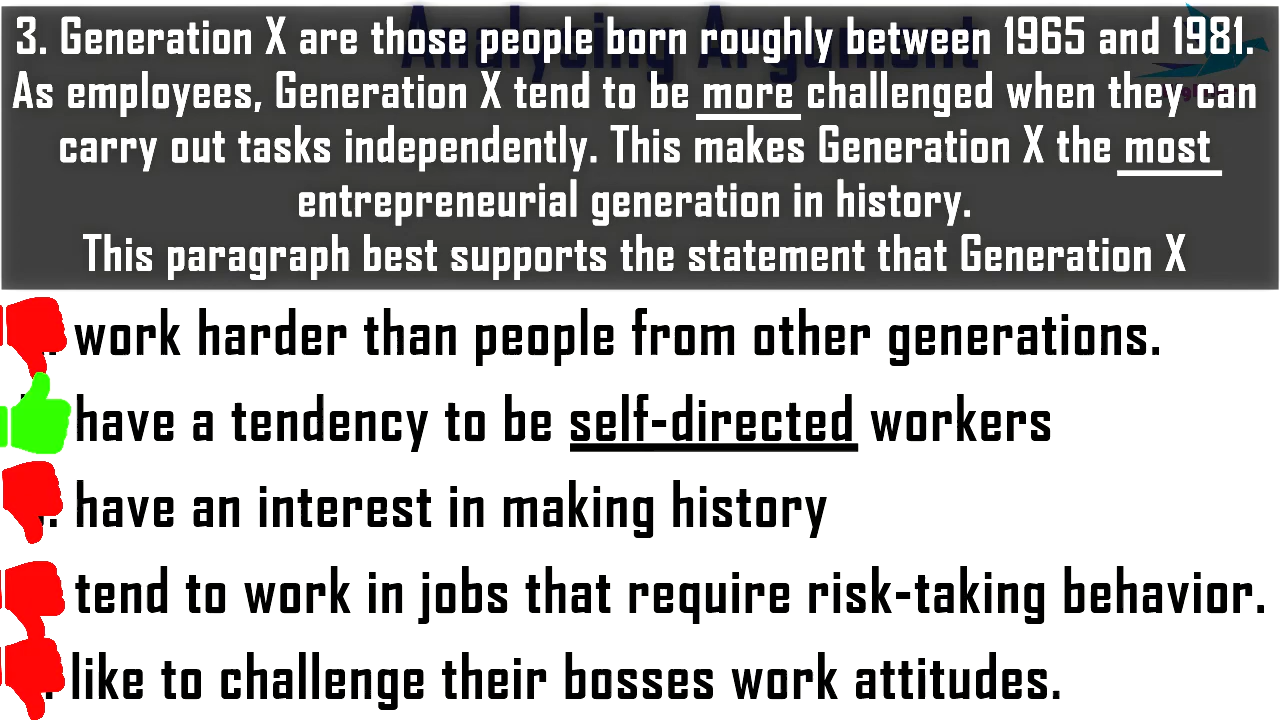 Analysing Argument
3. Generation X are those people born roughly between 1965 and 1981.
As employees, Generation X tend to be more challenged when they can
carry out tasks independently. This makes Generation X the most
entrepreneurial generation in history.
This paragraph best supports the statement that Generation X
work harder than people from other generations.
have a tendency to be self-directed workers
have an interest in making history
tend to work in jobs that require risk-taking behavior.
like to challenge their bosses work attitudes.